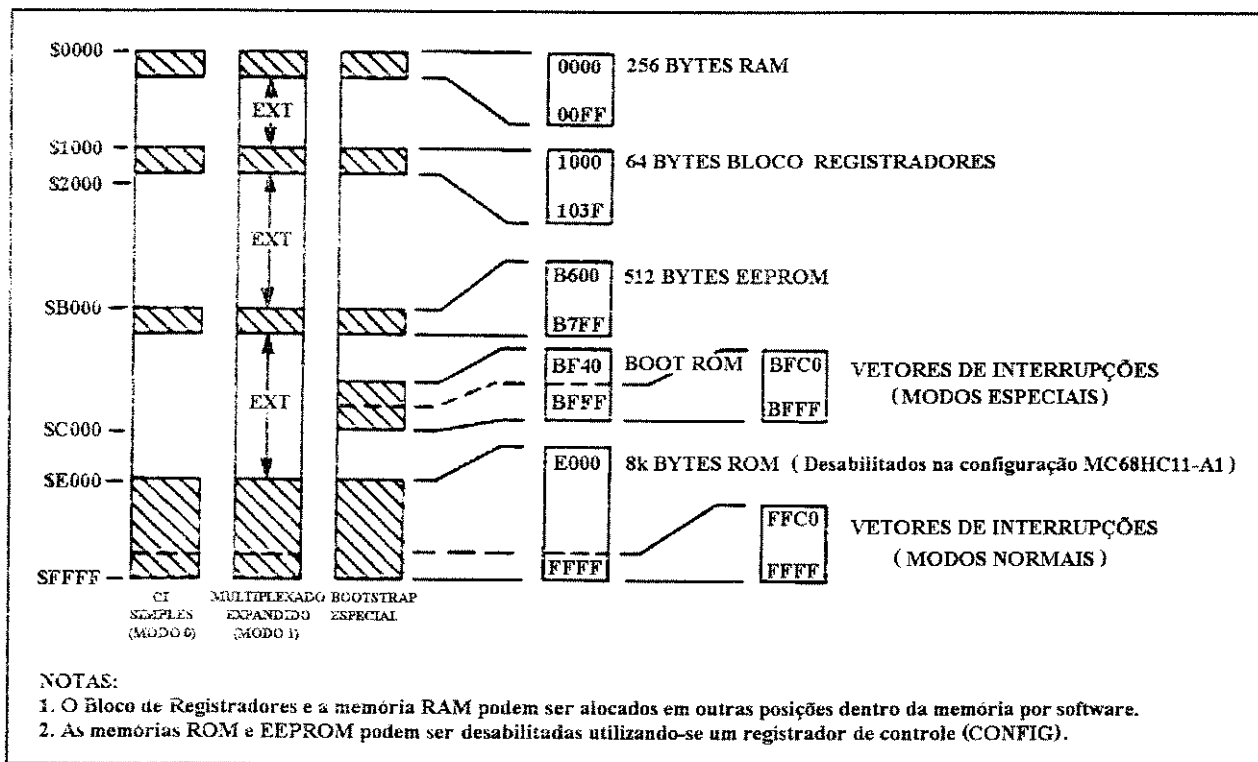 $0000
256 BYTES RAM
0000
00FF
EXT
$1000
64 BYTES BLOCO REGISTRADORES
1000
103F
$2000
EXT
512 BYTES EEPROM
B600
B7FF
$B000
BOOT ROM
BF40
BFFF
BFC0
BFFF
VETORES DE INTERRUPÇÕES
(MODOS ESPECIAIS)
EXT
$C000
8k BYTES ROM (Desabilitados na configuração MC68HC11-A1)
E000
FFFF
$E000
FFC0
FFFF
VETORES DE INTERRUPÇÕES
(MODOS NORMAIS)
$FFFF
CI
SIMPLES
(MODO 0)
MULTIPLEXADO
EXPANDIDO
(MODO 1)
BOOTSTRAP
ESPECIAL
NOTAS:
1. O Bloco de Registradores e a memória RAM podem ser alocados em outras posições dentro da memória por software.
2. As memórias ROM e EEPROM podem ser desabilitadas utilizando-se um registrador de controle (CONFIG).